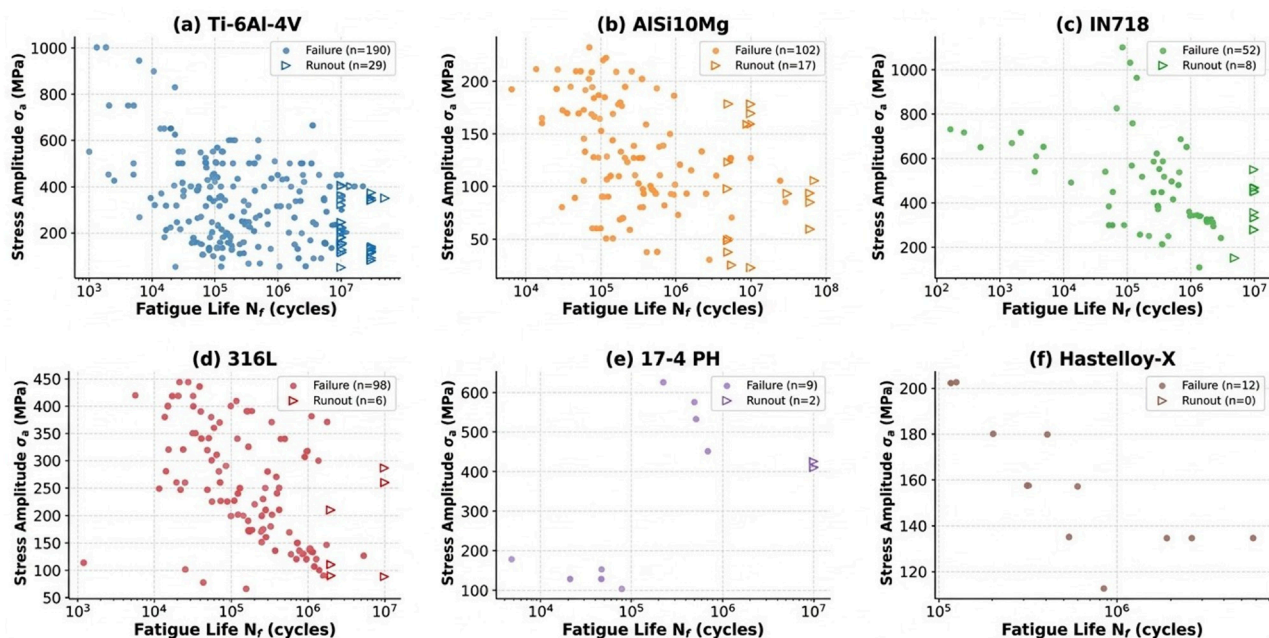 (a) Ti-6Al-4V
Stress Amplitude σa (MPa)
1000
800
600
400
200
Failure (n=190)
Runout (n=29)
10³ 10⁴ 10⁵ 10⁶ 10⁷
Fatigue Life Nf (cycles)
(b) AlSi10Mg
Stress Amplitude σa (MPa)
200
150
100
50
Failure (n=102)
Runout (n=17)
10⁴ 10⁵ 10⁶ 10⁷ 10⁸
Fatigue Life Nf (cycles)
(c) IN718
Stress Amplitude σa (MPa)
1000
800
600
400
200
0
Failure (n=52)
Runout (n=8)
10² 10³ 10⁴ 10⁵ 10⁶ 10⁷
Fatigue Life Nf (cycles)
(d) 316L
Stress Amplitude σa (MPa)
450
400
350
300
250
200
150
100
50
Failure (n=98)
Runout (n=6)
10³ 10⁴ 10⁵ 10⁶ 10⁷
Fatigue Life Nf (cycles)
(e) 17-4 PH
Stress Amplitude σa (MPa)
600
500
400
300
200
100
Failure (n=9)
Runout (n=2)
10⁴ 10⁵ 10⁶ 10⁷
Fatigue Life Nf (cycles)
(f) Hastelloy-X
Stress Amplitude σa (MPa)
200
180
160
140
120
Failure (n=12)
Runout (n=0)
10⁵ 10⁶
Fatigue Life Nf (cycles)